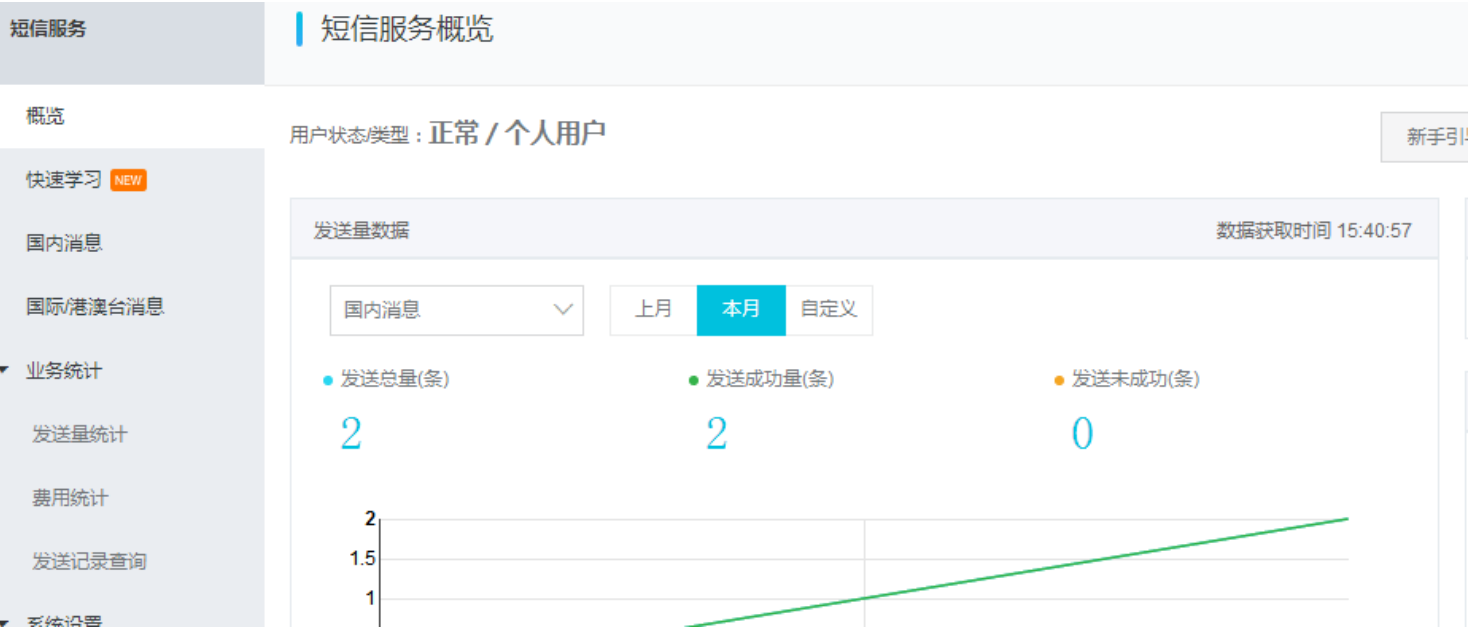 短信服务
短信服务概览
概览
用户状态/类型：正常 / 个人用户
新手引
快速学习 NEW
国内消息
国际/港澳台消息
业务统计
发送量统计
费用统计
发送记录查询
系统设置
发送量数据
数据获取时间 15:40:57
国内消息
上月
本月
自定义
发送总量(条)
发送成功量(条)
发送未成功(条)
2
2
0
2
1.5
1